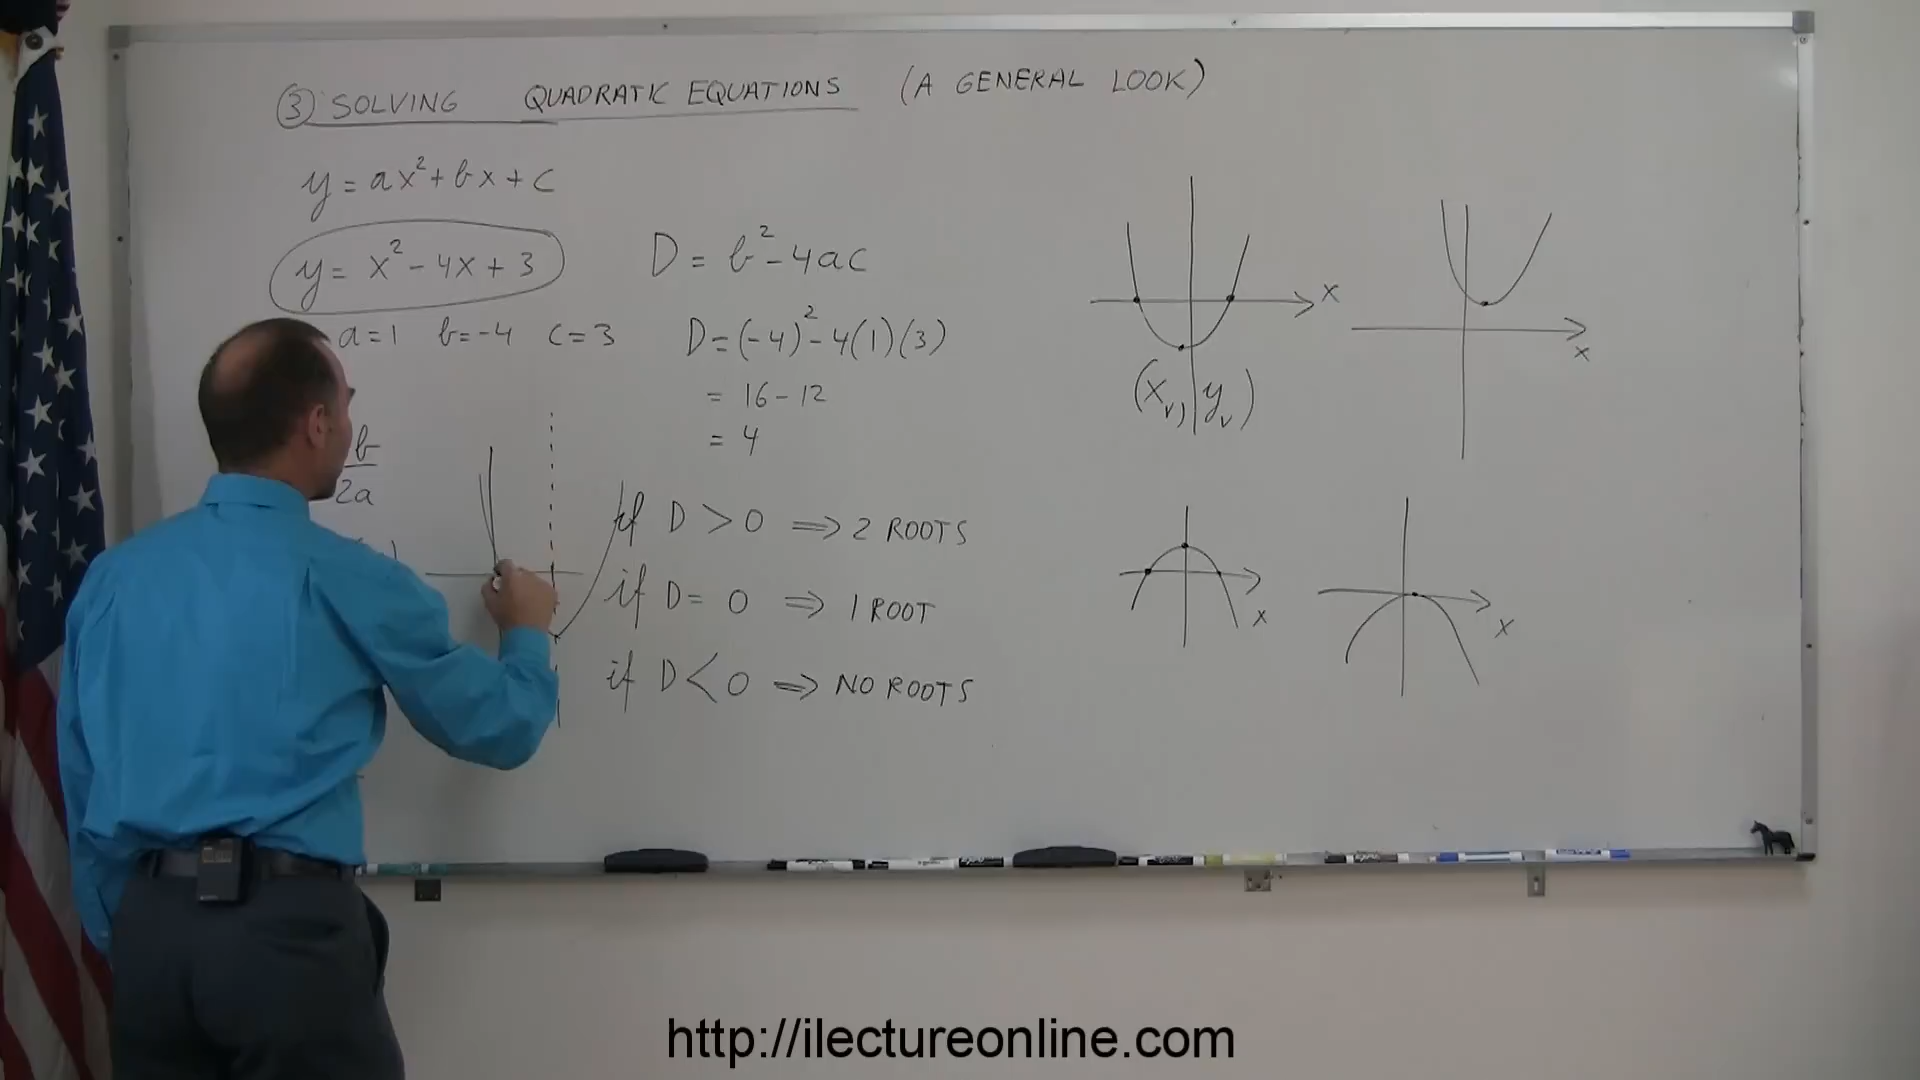 ③ SOLVING QUADRATIC EQUATIONS (A GENERAL LOOK)
y = ax² + bx + c
y = x² - 4x + 3
a = 1 b = -4 c = 3
b
2a
D = b² - 4ac
D = (-4)² - 4(1)(3)
= 16 - 12
= 4
if D > 0 ⇒ 2 ROOTS
if D = 0 ⇒ 1 ROOT
if D < 0 ⇒ NO ROOTS
x
(xᵥ, yᵥ)
x
x
x
http://ilectureonline.com